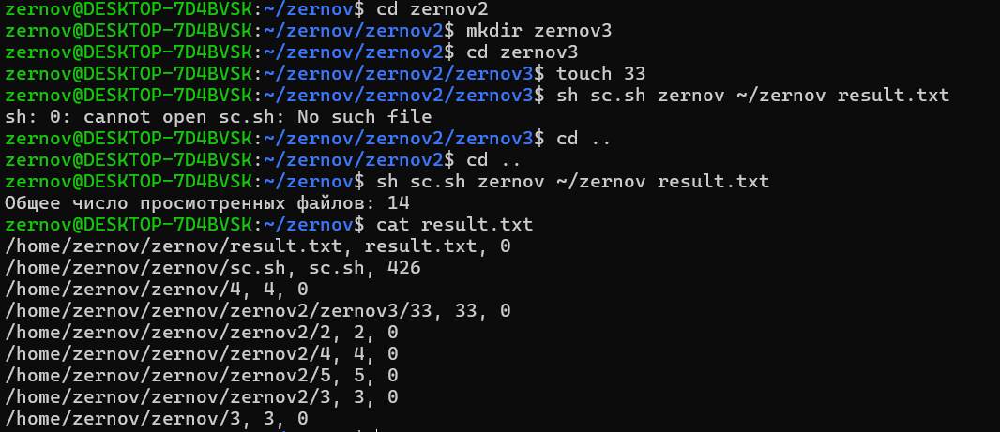 zernov@DESKTOP-7D4BVSK:~/zernov$ cd zernov2
zernov@DESKTOP-7D4BVSK:~/zernov/zernov2$ mkdir zernov3
zernov@DESKTOP-7D4BVSK:~/zernov/zernov2$ cd zernov3
zernov@DESKTOP-7D4BVSK:~/zernov/zernov2/zernov3$ touch 33
zernov@DESKTOP-7D4BVSK:~/zernov/zernov2/zernov3$ sh sc.sh zernov ~/zernov result.txt
sh: 0: cannot open sc.sh: No such file
zernov@DESKTOP-7D4BVSK:~/zernov/zernov2/zernov3$ cd ..
zernov@DESKTOP-7D4BVSK:~/zernov/zernov2$ cd ..
zernov@DESKTOP-7D4BVSK:~/zernov$ sh sc.sh zernov ~/zernov result.txt
Общее число просмотренных файлов: 14
zernov@DESKTOP-7D4BVSK:~/zernov$ cat result.txt
/home/zernov/zernov/result.txt, result.txt, 0
/home/zernov/zernov/sc.sh, sc.sh, 426
/home/zernov/zernov/4, 4, 0
/home/zernov/zernov/zernov2/zernov3/33, 33, 0
/home/zernov/zernov/zernov2/2, 2, 0
/home/zernov/zernov/zernov2/4, 4, 0
/home/zernov/zernov/zernov2/5, 5, 0
/home/zernov/zernov/zernov2/3, 3, 0
/home/zernov/zernov/3, 3, 0